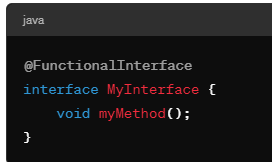 java
@FunctionalInterface
interface MyInterface {
    void myMethod();
}